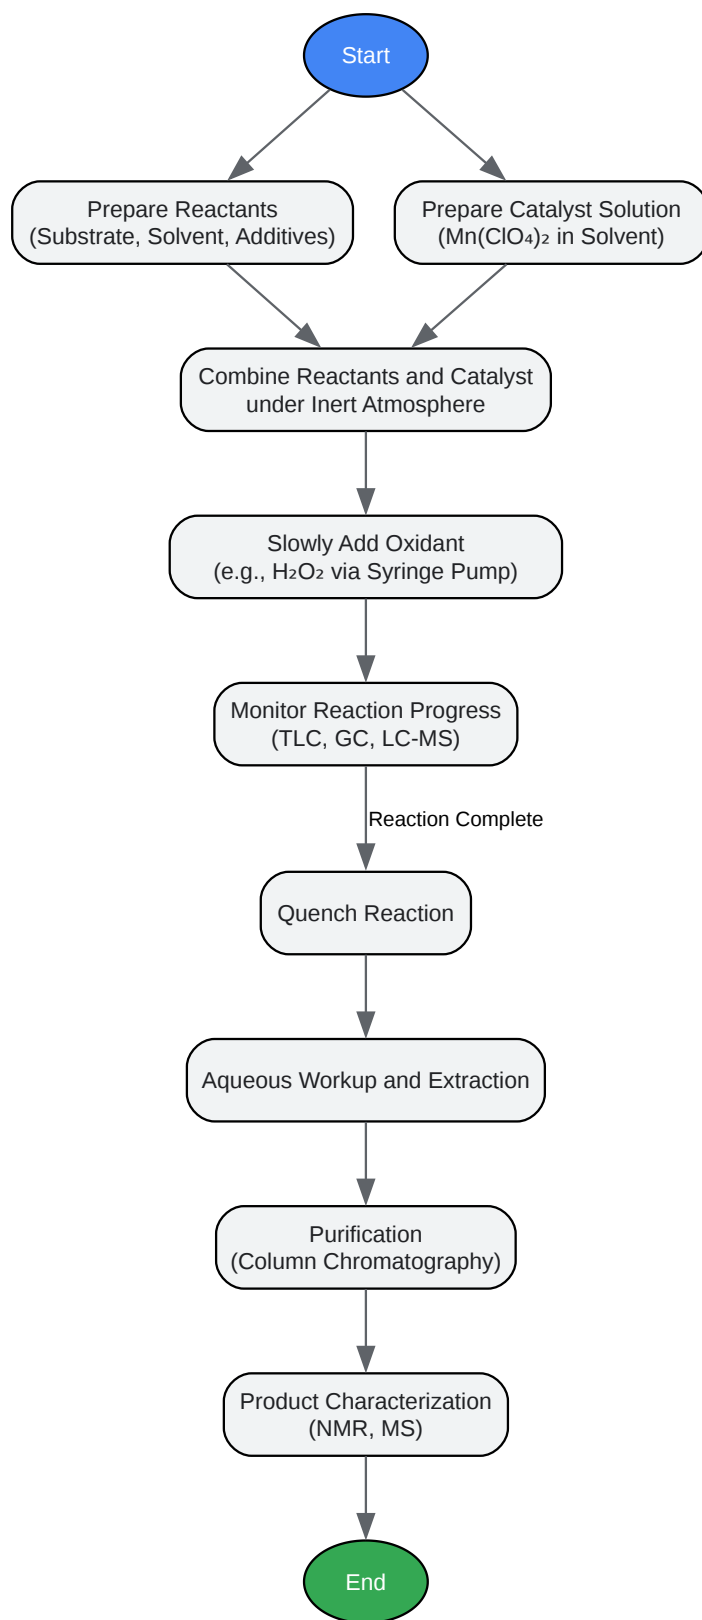 Start
Prepare Reactants
(Substrate, Solvent, Additives)
Prepare Catalyst Solution
(Mn(ClO₄)₂ in Solvent)
Combine Reactants and Catalyst
under Inert Atmosphere
Slowly Add Oxidant
(e.g., H₂O₂ via Syringe Pump)
Monitor Reaction Progress
(TLC, GC, LC-MS)
Reaction Complete
Quench Reaction
Aqueous Workup and Extraction
Purification
(Column Chromatography)
Product Characterization
(NMR, MS)
End